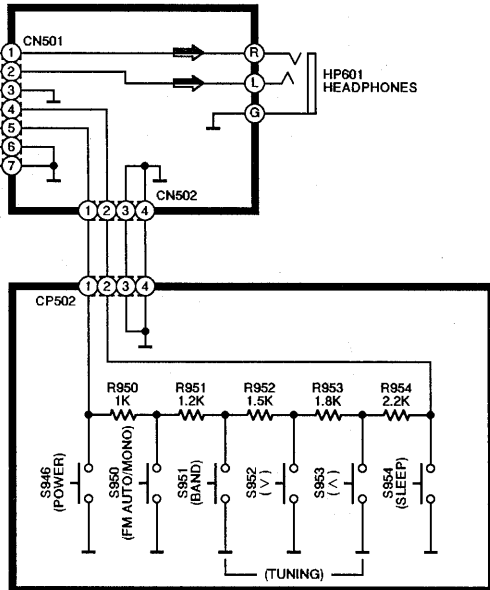 CN501
1
2
3
4
5
6
7
R
L
G
HP601
HEADPHONES
CN502
1 2 3 4
1 2 3 4
CP502
R950 R951 R952 R953 R954
1K 1.2K 1.5K 1.8K 2.2K
S946
(POWER)
S950
(FM AUTO/MONO)
S951
(BAND)
S952
(∨)
S953
(∧)
S954
(SLEEP)
(TUNING)